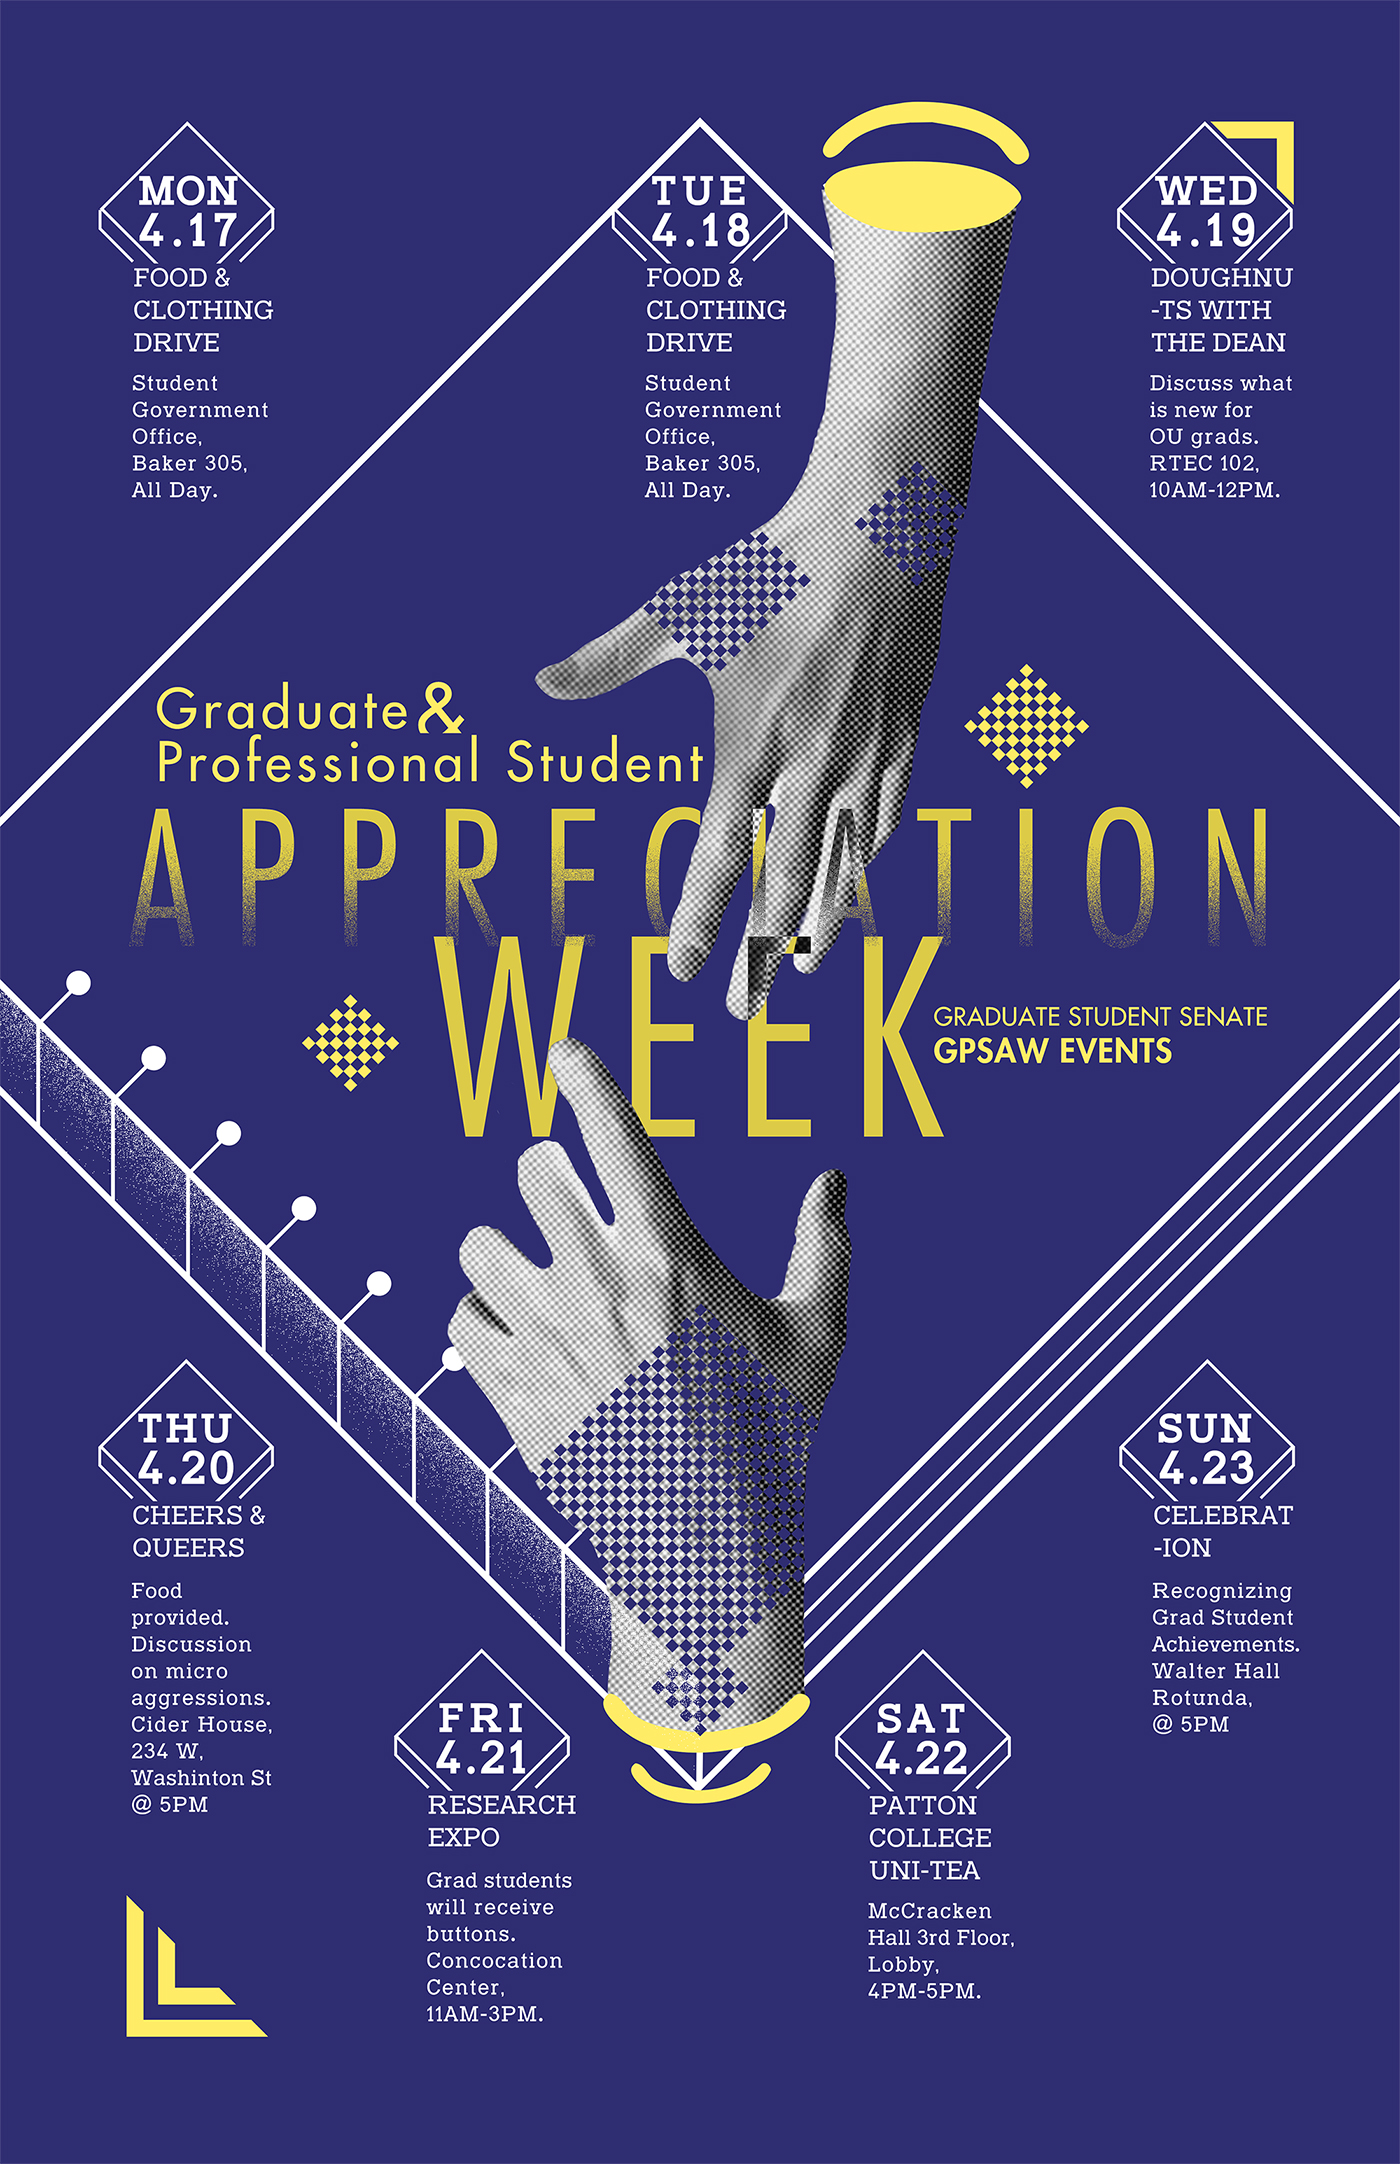 MON
4.17
FOOD &
CLOTHING
DRIVE
Student
Government
Office,
Baker 305,
All Day.
TUE
4.18
FOOD &
CLOTHING
DRIVE
Student
Government
Office,
Baker 305,
All Day.
WED
4.19
DOUGHNU
-TS WITH
THE DEAN
Discuss what
is new for
OU grads.
RTEC 102,
10AM-12PM.
Graduate &
Professional Student
APPRECIATION
WEEK
GRADUATE STUDENT SENATE
GPSAW EVENTS
THU
4.20
CHEERS &
QUEERS
Food
provided.
Discussion
on micro
aggressions.
Cider House,
234 W,
Washinton St
@ 5PM
FRI
4.21
RESEARCH
EXPO
Grad students
will receive
buttons.
Concocation
Center,
11AM-3PM.
SAT
4.22
PATTON
COLLEGE
UNI-TEA
McCracken
Hall 3rd Floor,
Lobby,
4PM-5PM.
SUN
4.23
CELEBRAT
-ION
Recognizing
Grad Student
Achievements.
Walter Hall
Rotunda,
@ 5PM